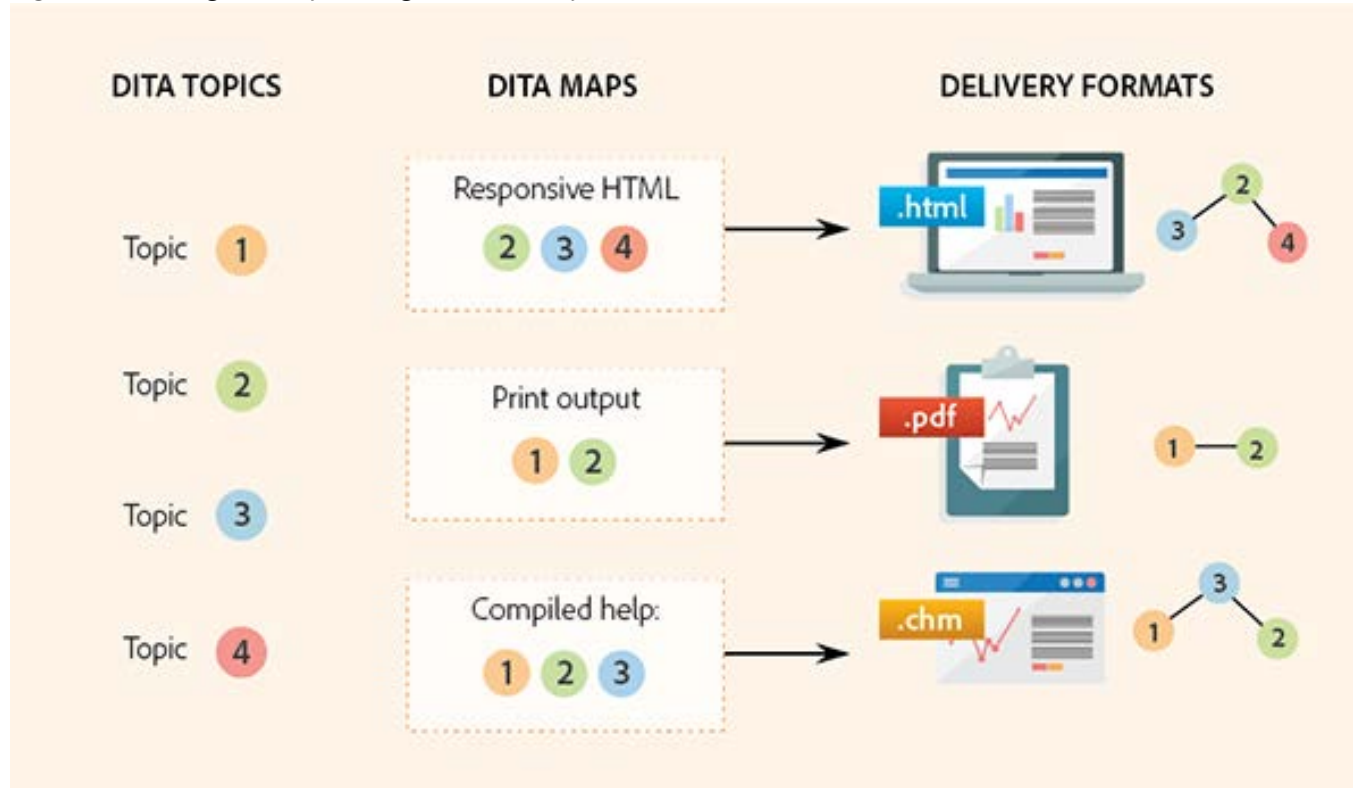 DITA TOPICS
DITA MAPS
DELIVERY FORMATS
Topic 1
Topic 2
Topic 3
Topic 4
Responsive HTML
2 3 4
Print output
1 2
Compiled help:
1 2 3
.html
2
3
4
.pdf
1 2
.chm
3
1
2